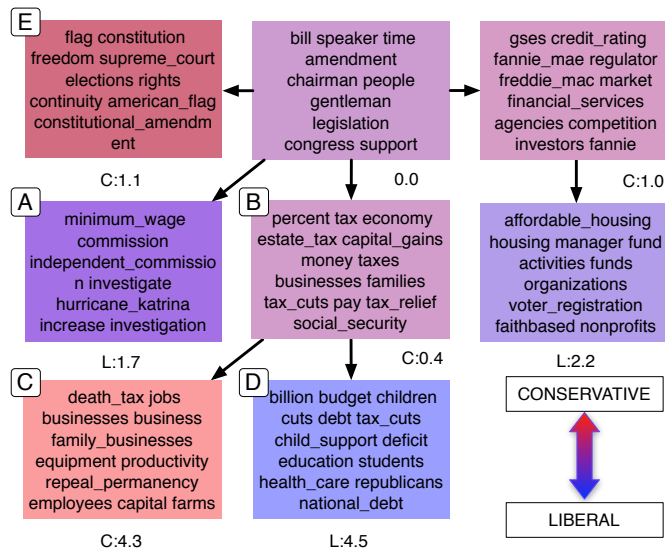 E
flag constitution
freedom supreme_court
elections rights
continuity american_flag
constitutional_amendm
ent
C:1.1
bill speaker time
amendment
chairman people
gentleman
legislation
congress support
0.0
gses credit_rating
fannie_mae regulator
freddie_mac market
financial_services
agencies competition
investors fannie
C:1.0
A
minimum_wage
commission
independent_commissio
n investigate
hurricane_katrina
increase investigation
L:1.7
B
percent tax economy
estate_tax capital_gains
money taxes
businesses families
tax_cuts pay tax_relief
social_security
C:0.4
affordable_housing
housing manager fund
activities funds
organizations
voter_registration
faithbased nonprofits
L:2.2
C
death_tax jobs
businesses business
family_businesses
equipment productivity
repeal_permanency
employees capital farms
C:4.3
D
billion budget children
cuts debt tax_cuts
child_support deficit
education students
health_care republicans
national_debt
L:4.5
CONSERVATIVE
LIBERAL